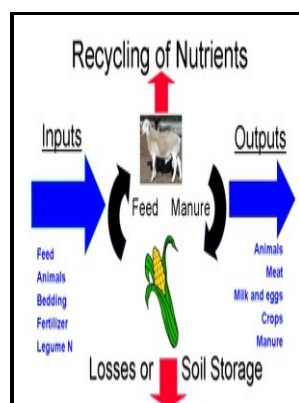 Recycling of Nutrients
Inputs
Outputs
Feed Manure
Feed
Animals
Bedding
Fertilizer
Legume N
Animals
Meat
Milk and eggs
Crops
Manure
Losses or Soil Storage